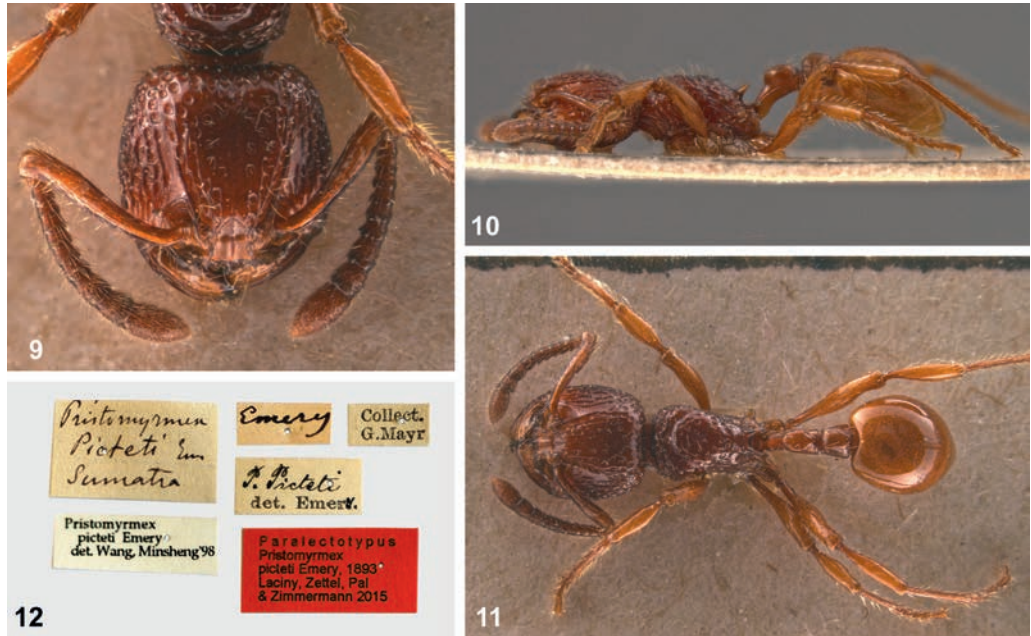 9
10
11
12
Pristomyrmex
Picteti Em
Sumatra
Emery
Collect.
G.Mayr
P. Picteti
det. Emery.
Pristomyrmex
picteti Emery
det. Wang, Minsheng'98
Paralectotypus
Pristomyrmex
picteti Emery, 1893
Laciny, Zettel, Pal
& Zimmermann 2015